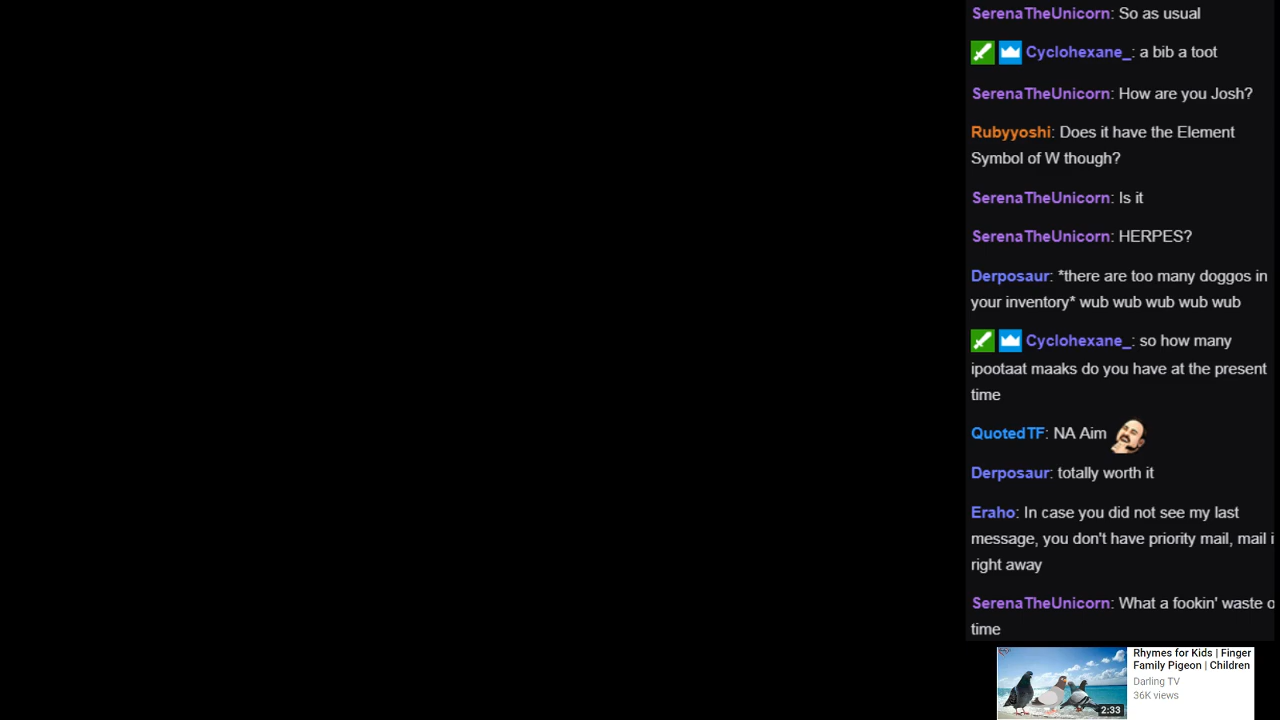 SerenaTheUnicorn: So as usual
Cyclohexane_: a bib a toot
SerenaTheUnicorn: How are you Josh?
Rubyyoshi: Does it have the Element
Symbol of W though?
SerenaTheUnicorn: Is it
SerenaTheUnicorn: HERPES?
Derposaur: *there are too many doggos in
your inventory* wub wub wub wub wub
Cyclohexane_: so how many
ipootaat maaks do you have at the present
time
QuotedTF: NA Aim
Derposaur: totally worth it
Eraho: In case you did not see my last
message, you don't have priority mail, mail i
right away
SerenaTheUnicorn: What a fookin' waste o
time
Rhymes for Kids | Finger
Family Pigeon | Children
Darling TV
36K views
2:33